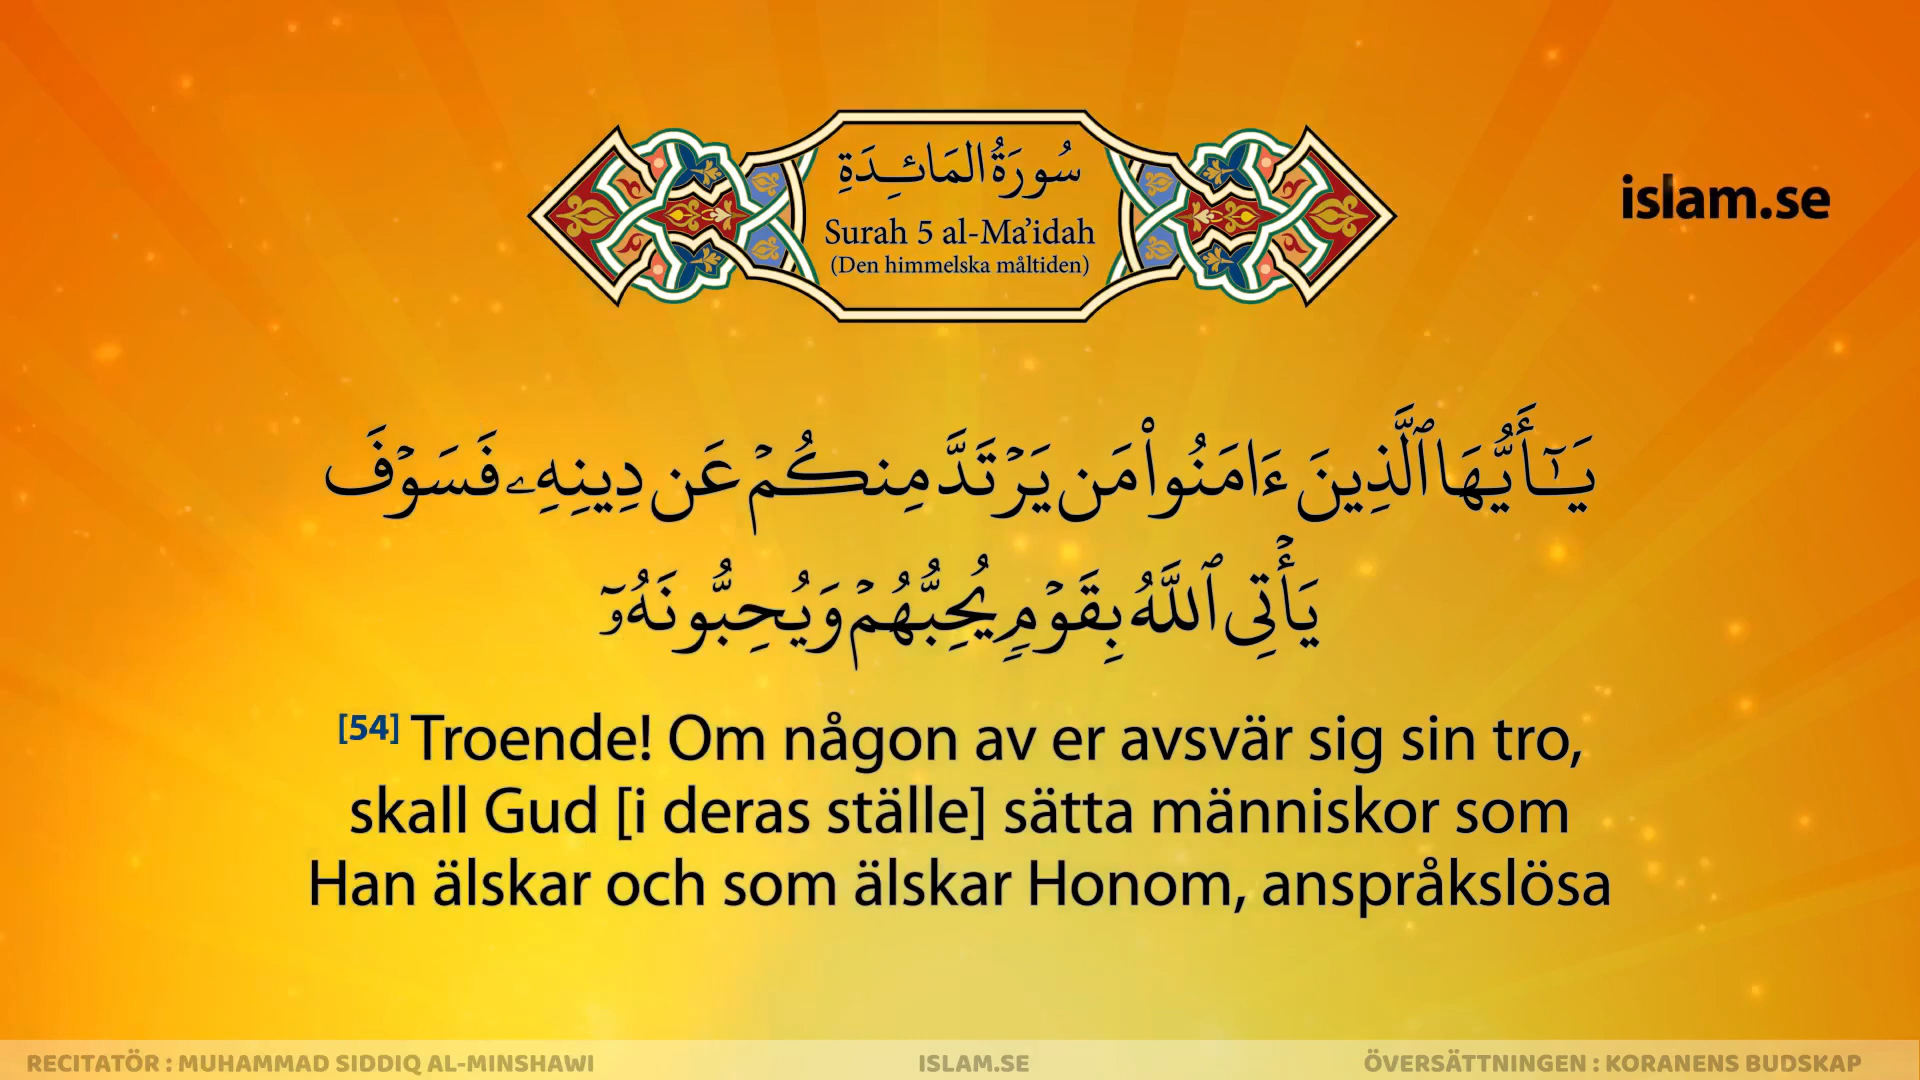 سُورَةُ المَائِدَةِ
Surah 5 al-Ma’idah
(Den himmelska måltiden)
islam.se
يَـٰٓأَيُّهَا ٱلَّذِينَ ءَامَنُوا۟ مَن يَرْتَدَّ مِنكُمْ عَن دِينِهِۦ فَسَوْفَ
يَأْتِى ٱللَّهُ بِقَوْمٍۢ يُحِبُّهُمْ وَيُحِبُّونَهُۥٓ
[54] Troende! Om någon av er avsvär sig sin tro,
skall Gud [i deras ställe] sätta människor som
Han älskar och som älskar Honom, anspråkslösa
RECITATÖR : MUHAMMAD SIDDIQ AL-MINSHAWI
ISLAM.SE
ÖVERSÄTTNINGEN : KORANENS BUDSKAP